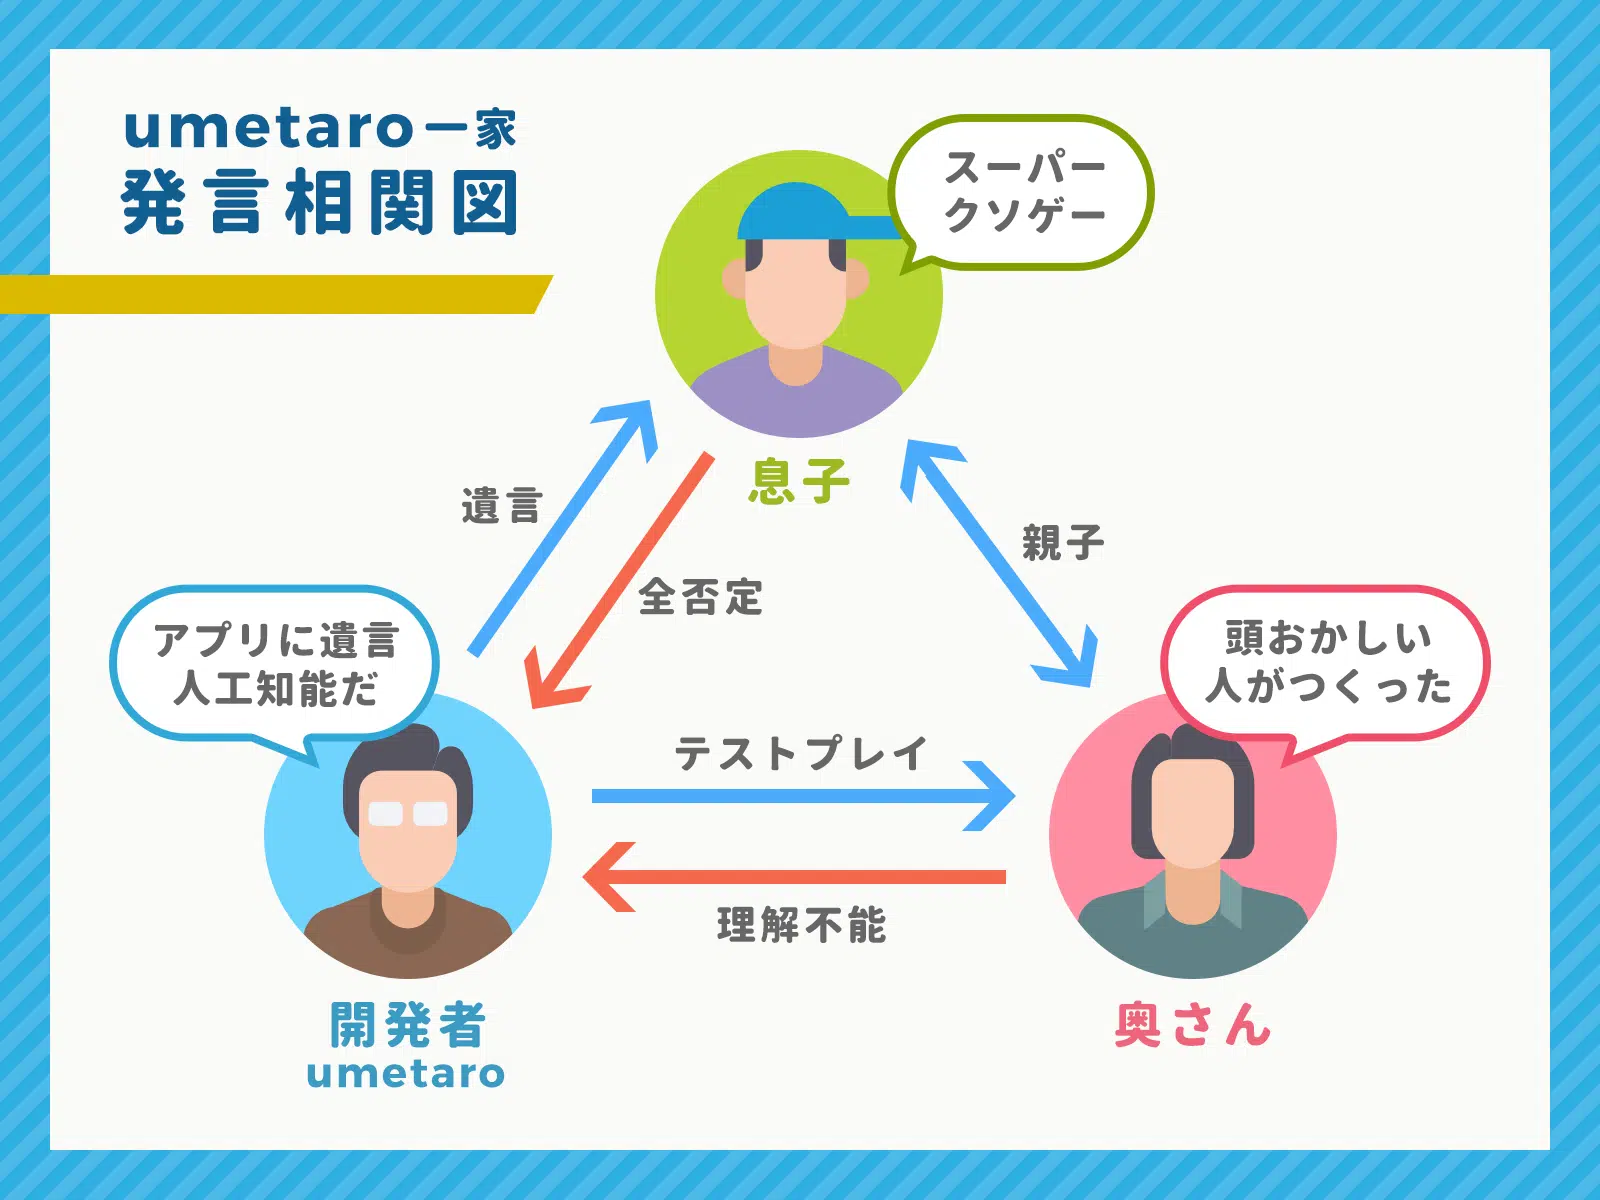 umetaro一家
発言相関図
スーパー
クソゲー
息子
遺言
全否定
親子
アプリに遺言
人工知能だ
頭おかしい
人がつくった
テストプレイ
理解不能
開発者
umetaro
奥さん